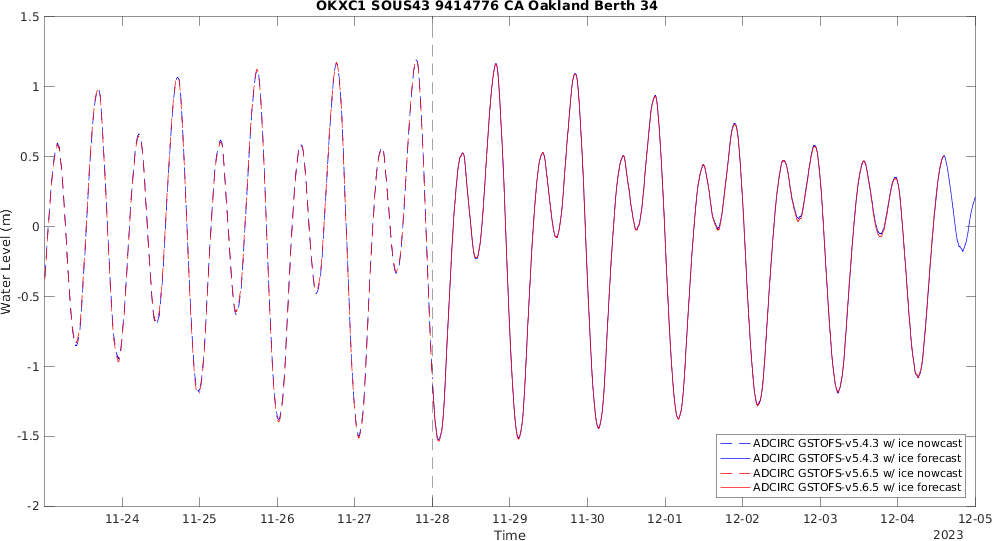 OKXC1 SOUS43 9414776 CA Oakland Berth 34
1.5
1
0.5
0
-0.5
-1
-1.5
-2
Water Level (m)
ADCIRC GSTOFS-v5.4.3 w/ ice nowcast
ADCIRC GSTOFS-v5.4.3 w/ ice forecast
ADCIRC GSTOFS-v5.6.5 w/ ice nowcast
ADCIRC GSTOFS-v5.6.5 w/ ice forecast
11-24 11-25 11-26 11-27 11-28 11-29 11-30 12-01 12-02 12-03 12-04 12-05
Time
2023